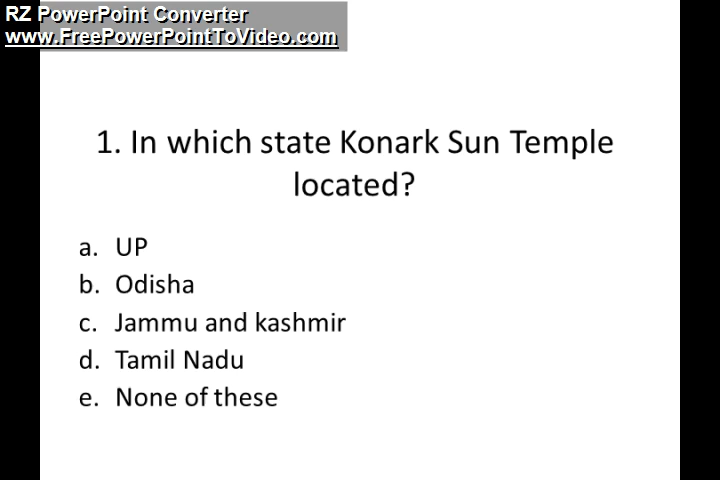 RZ PowerPoint Converter
www.FreePowerPointToVideo.com
1. In which state Konark Sun Temple
located?
a. UP
b. Odisha
c. Jammu and kashmir
d. Tamil Nadu
e. None of these